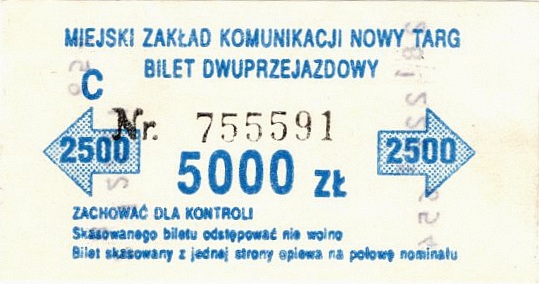 MIEJSKI ZAKŁAD KOMUNIKACJI NOWY TARG
BILET DWUPRZEJAZDOWY
C
Nr. 755591
2500 5000 ZŁ 2500
ZACHOWAĆ DLA KONTROLI
Skasowanego biletu odstępować nie wolno
Bilet skasowany z jednej strony opiewa na połowę nominału